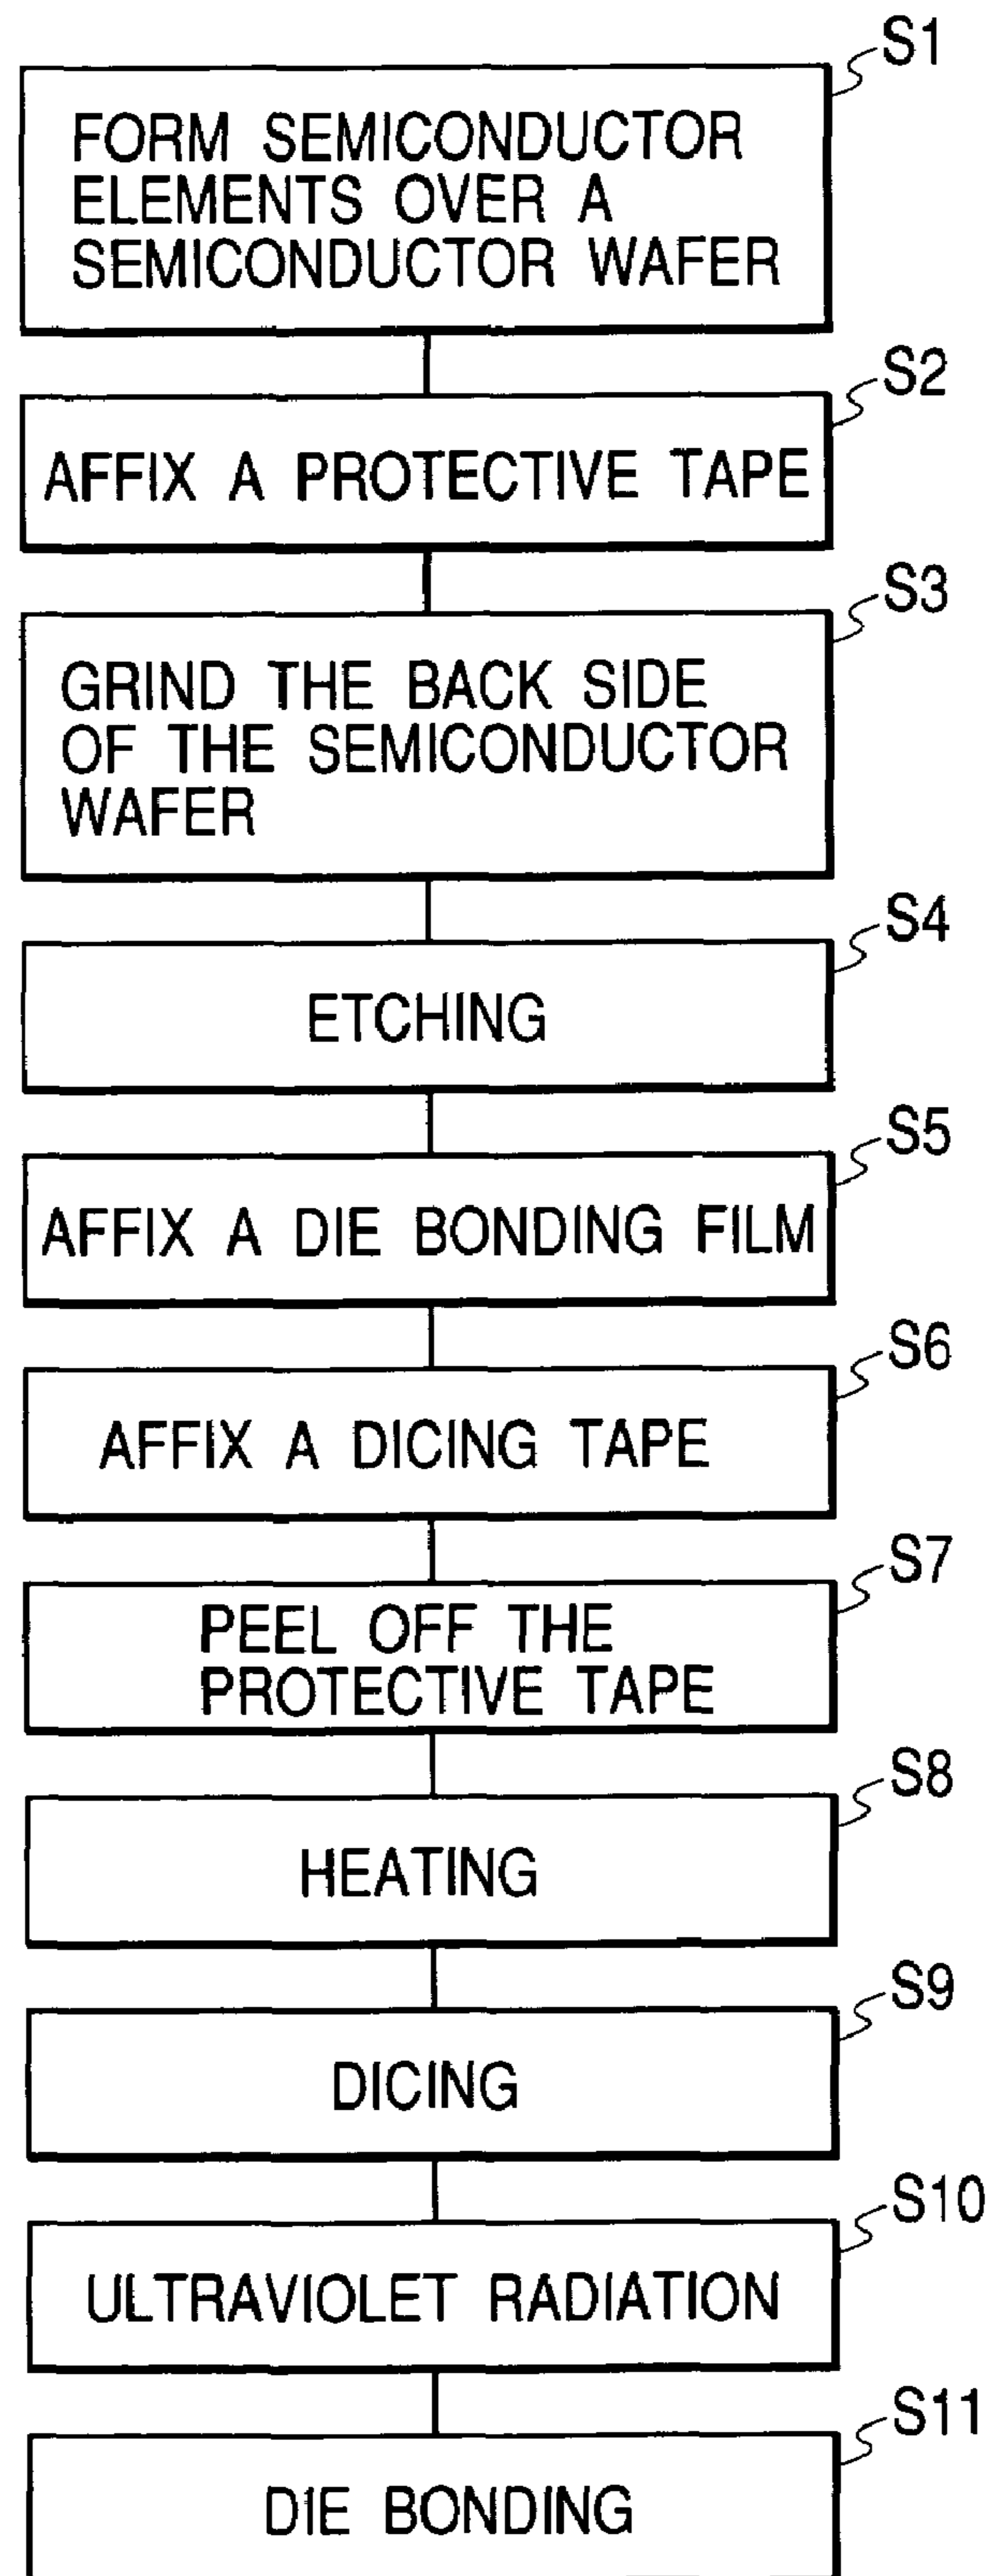 S1
FORM SEMICONDUCTOR
ELEMENTS OVER A
SEMICONDUCTOR WAFER
S2
AFFIX A PROTECTIVE TAPE
S3
GRIND THE BACK SIDE
OF THE SEMICONDUCTOR
WAFER
S4
ETCHING
S5
AFFIX A DIE BONDING FILM
S6
AFFIX A DICING TAPE
S7
PEEL OFF THE
PROTECTIVE TAPE
S8
HEATING
S9
DICING
S10
ULTRAVIOLET RADIATION
S11
DIE BONDING